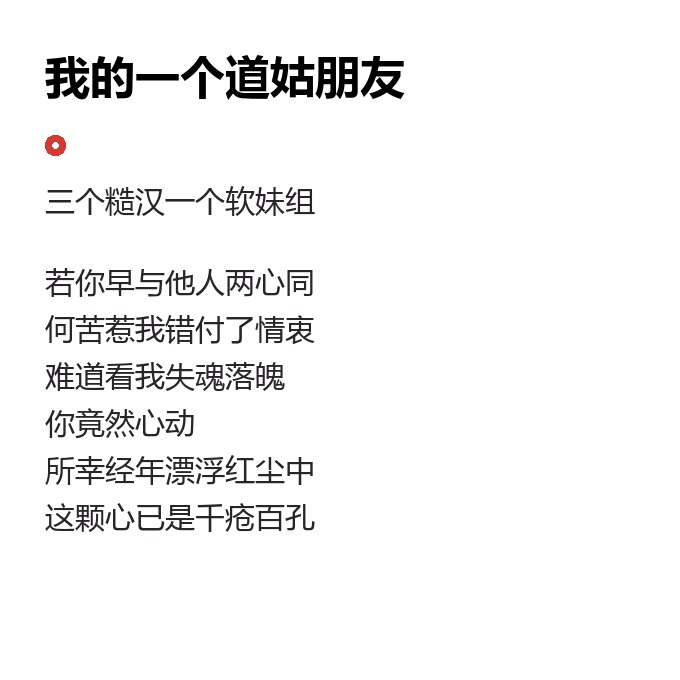 我的一个道姑朋友
三个糙汉一个软妹组
若你早与他人两心同
何苦惹我错付了情衷
难道看我失魂落魄
你竟然心动
所幸经年漂浮红尘中
这颗心已是千疮百孔